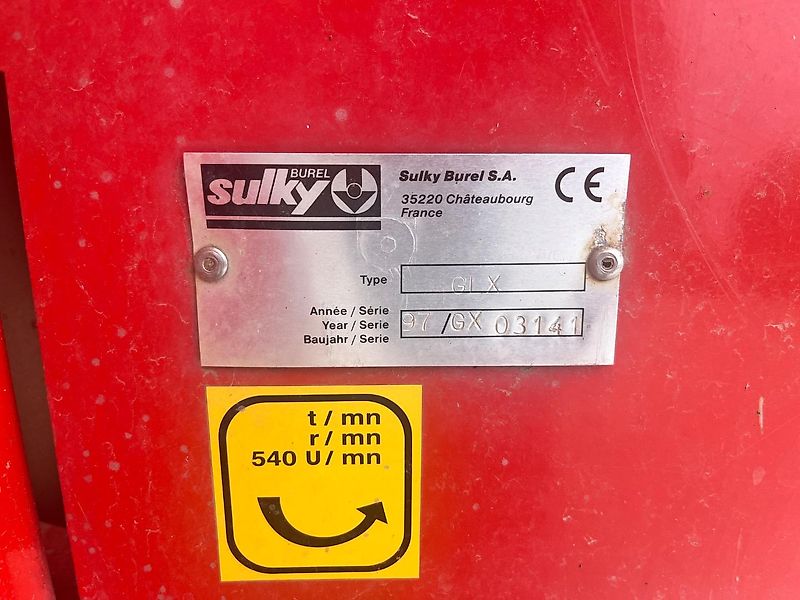 BUREL
sulky
Sulky Burel S.A.
35220 Châteaubourg
France
CE
Type GLX
Année / Série
Year / Serie 97 /GX 03141
Baujahr / Serie
t / mn
r / mn
540 U / mn